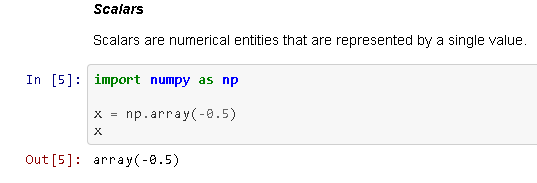 Scalars
Scalars are numerical entities that are represented by a single value.
In [5]: import numpy as np
x = np.array(-0.5)
x
Out[5]: array(-0.5)